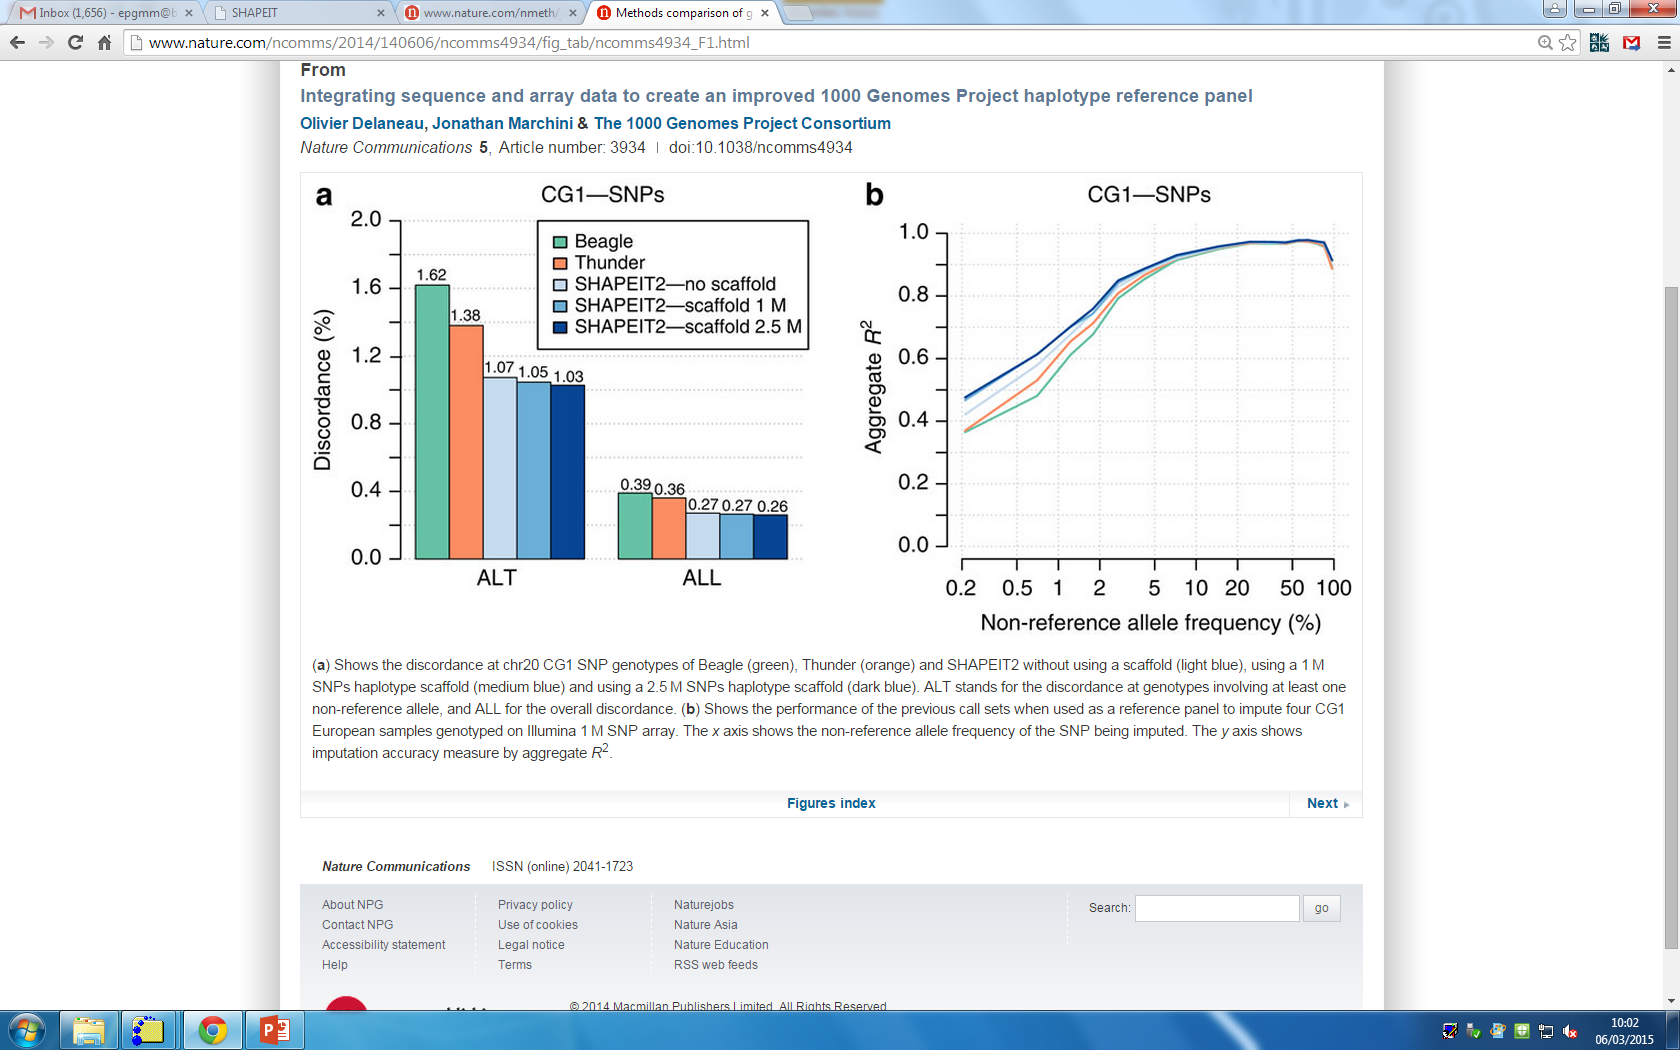 Inbox (1,656) - epgmm@b
SHAPEIT
www.nature.com/nmeth/
Methods comparison of g
www.nature.com/ncomms/2014/140606/ncomms4934/fig_tab/ncomms4934_F1.html
From
Integrating sequence and array data to create an improved 1000 Genomes Project haplotype reference panel
Olivier Delaneau, Jonathan Marchini & The 1000 Genomes Project Consortium
Nature Communications 5, Article number: 3934 | doi:10.1038/ncomms4934
a
CG1—SNPs
Discordance (%)
2.0
1.6
1.2
0.8
0.4
0.0
Beagle
Thunder
SHAPEIT2—no scaffold
SHAPEIT2—scaffold 1 M
SHAPEIT2—scaffold 2.5 M
1.62
1.38
1.07
1.05
1.03
0.39
0.36
0.27
0.27
0.26
ALT
ALL
b
CG1—SNPs
Aggregate R2
1.0
0.8
0.6
0.4
0.2
0.0
0.2 0.5 1 2 5 10 20 50 100
Non-reference allele frequency (%)
(a) Shows the discordance at chr20 CG1 SNP genotypes of Beagle (green), Thunder (orange) and SHAPEIT2 without using a scaffold (light blue), using a 1 M
SNPs haplotype scaffold (medium blue) and using a 2.5 M SNPs haplotype scaffold (dark blue). ALT stands for the discordance at genotypes involving at least one
non-reference allele, and ALL for the overall discordance. (b) Shows the performance of the previous call sets when used as a reference panel to impute four CG1
European samples genotyped on Illumina 1 M SNP array. The x axis shows the non-reference allele frequency of the SNP being imputed. The y axis shows
imputation accuracy measure by aggregate R2.
Figures index
Next
Nature Communications ISSN (online) 2041-1723
About NPG
Contact NPG
Accessibility statement
Help
Privacy policy
Use of cookies
Legal notice
Terms
Naturejobs
Nature Asia
Nature Education
RSS web feeds
Search:
go
© 2014 Macmillan Publishers Limited. All Rights Reserved
10:02
06/03/2015